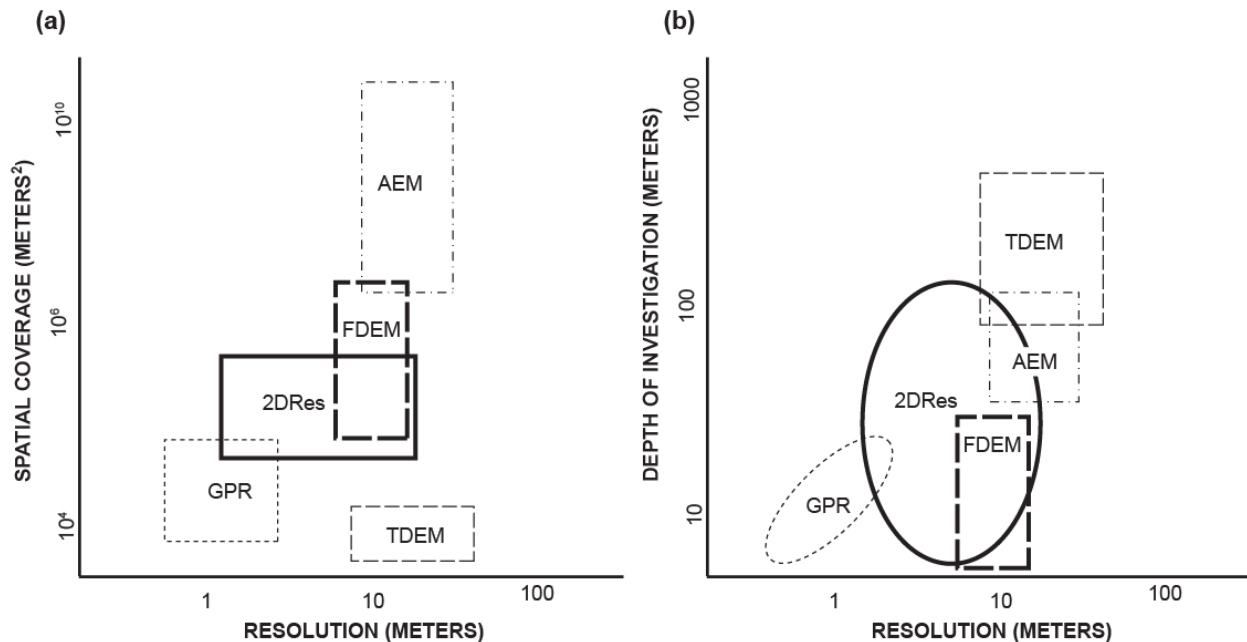 (a)
SPATIAL COVERAGE (METERS²)
10¹⁰
10⁶
10⁴
AEM
FDEM
2DRes
GPR
TDEM
1
10
100
RESOLUTION (METERS)
(b)
DEPTH OF INVESTIGATION (METERS)
1000
100
10
TDEM
AEM
2DRes
FDEM
GPR
1
10
100
RESOLUTION (METERS)